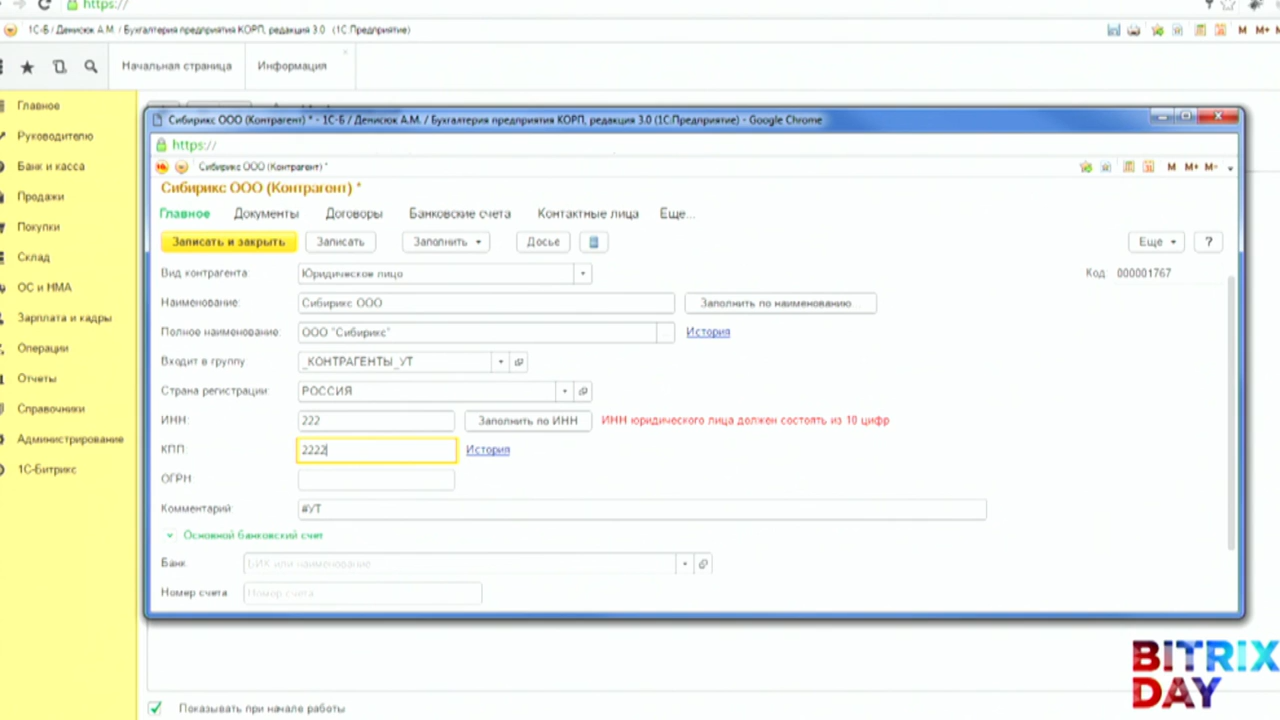 https://
1С-Б / Денисюк А.М. / Бухгалтерия предприятия КОРП, редакция 3.0 (1С:Предприятие)
M M+
Начальная страница Информация
Главное
Руководителю
Банк и касса
Продажи
Покупки
Склад
ОС и НМА
Зарплата и кадры
Операции
Отчеты
Справочники
Администрирование
1С-Битрикс
Сибирикс ООО (Контрагент) * - 1С-Б / Денисюк А.М. / Бухгалтерия предприятия КОРП, редакция 3.0 (1С:Предприятие) - Google Chrome
https://
Сибирикс ООО (Контрагент) *
M M+ M-
Сибирикс ООО (Контрагент) *
Главное Документы Договоры Банковские счета Контактные лица Еще...
Записать и закрыть Записать Заполнить Досье Еще ?
Вид контрагента: Юридическое лицо Код: 000001767
Наименование: Сибирикс ООО Заполнить по наименованию
Полное наименование: ООО "Сибирикс" История
Входит в группу: _КОНТРАГЕНТЫ_УТ
Страна регистрации: РОССИЯ
ИНН: 222 Заполнить по ИНН ИНН юридического лица должен состоять из 10 цифр
КПП: 2222 История
ОГРН:
Комментарий: #УТ
Основной банковский счет
Банк: БИК или наименование
Номер счета: Номер счета
Показывать при начале работы
BITRIX
DAY